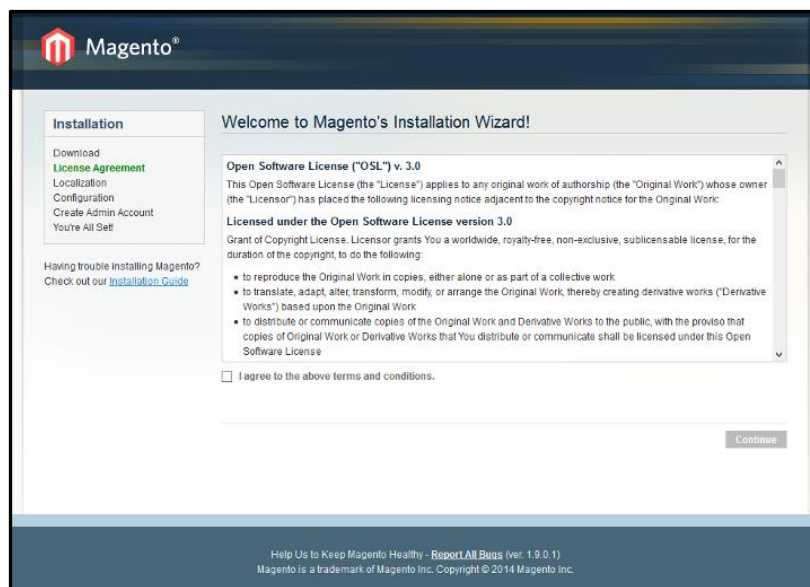 Magento®
Installation
Download
License Agreement
Localization
Configuration
Create Admin Account
You're All Set!
Having trouble installing Magento?
Check out our Installation Guide
Welcome to Magento's Installation Wizard!
Open Software License ("OSL") v. 3.0
This Open Software License (the "License") applies to any original work of authorship (the "Original Work") whose owner
(the "Licensor") has placed the following licensing notice adjacent to the copyright notice for the Original Work:
Licensed under the Open Software License version 3.0
Grant of Copyright License. Licensor grants You a worldwide, royalty-free, non-exclusive, sublicensable license, for the
duration of the copyright, to do the following:
• to reproduce the Original Work in copies, either alone or as part of a collective work
• to translate, adapt, alter, transform, modify, or arrange the Original Work, thereby creating derivative works ("Derivative
Works") based upon the Original Work
• to distribute or communicate copies of the Original Work and Derivative Works to the public, with the proviso that
copies of Original Work or Derivative Works that You distribute or communicate shall be licensed under this Open
Software License
I agree to the above terms and conditions.
Continue
Help Us to Keep Magento Healthy - Report All Bugs (ver. 1.9.0.1)
Magento is a trademark of Magento Inc. Copyright © 2014 Magento Inc.